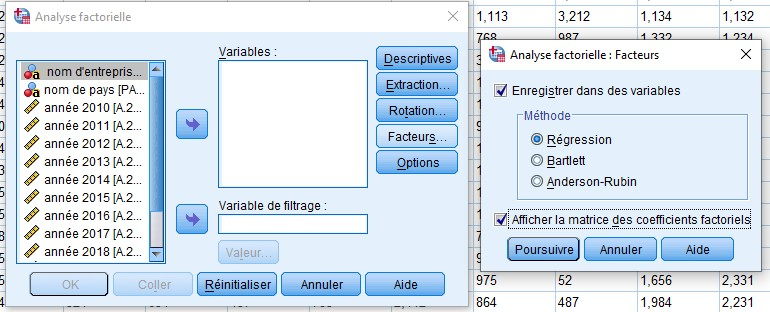 Analyse factorielle
Variables :
nom d'entrepris...
nom de pays [PA...
année 2010 [A.2...
année 2011 [A.2...
année 2012 [A.2...
année 2013 [A.2...
année 2014 [A.2...
année 2015 [A.2...
année 2016 [A.2...
année 2017 [A.2...
année 2018 [A.2...
Descriptives
Extraction...
Rotation...
Facteurs...
Options
Variable de filtrage :
Valeur...
OK Coller Réinitialiser Annuler Aide
1,113 3,212 1,134 1,132
768 987 1,332 1,234
Analyse factorielle : Facteurs
Enregistrer dans des variables
Méthode
Régression
Bartlett
Anderson-Rubin
Afficher la matrice des coefficients factoriels
Poursuivre Annuler Aide
975 52 1,656 2,331
864 487 1,984 2,231